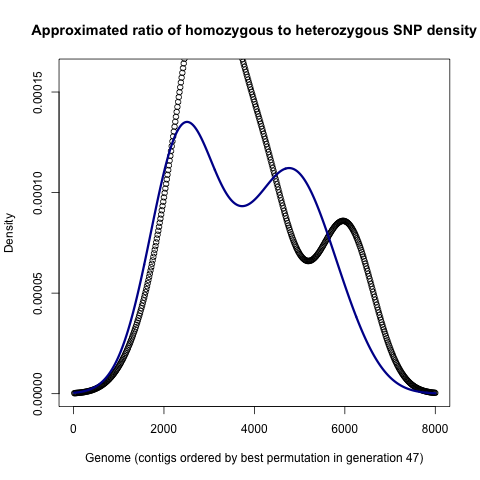 Approximated ratio of homozygous to heterozygous SNP density
0.00015
0.00010
0.00005
0.00000
Density
0 2000 4000 6000 8000
Genome (contigs ordered by best permutation in generation 47)